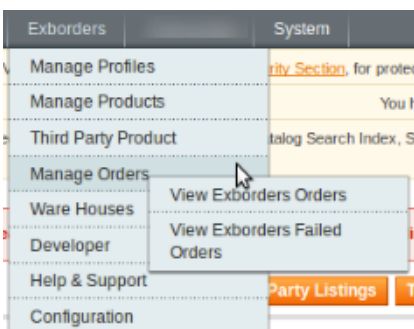 Exborders
System
Manage Profiles
rity Section, for protec
Manage Products
You h
Third Party Product
talog Search Index, S
Manage Orders
View Exborders Orders
Ware Houses
View Exborders Failed
Orders
Developer
Help & Support
Party Listings
T
Configuration